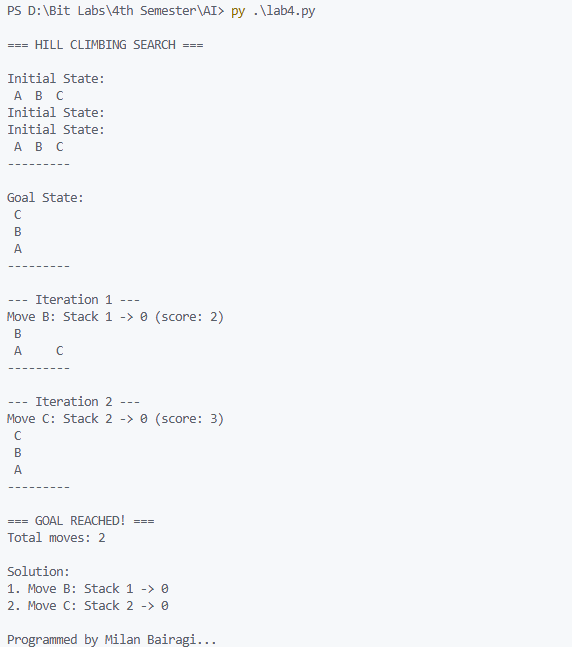 PS D:\Bit Labs\4th Semester\AI> py .\lab4.py
=== HILL CLIMBING SEARCH ===
Initial State:
A B C
Initial State:
Initial State:
A B C
---------
Goal State:
C
B
A
---------
--- Iteration 1 ---
Move B: Stack 1 -> 0 (score: 2)
B
A C
---------
--- Iteration 2 ---
Move C: Stack 2 -> 0 (score: 3)
C
B
A
---------
=== GOAL REACHED! ===
Total moves: 2
Solution:
1. Move B: Stack 1 -> 0
2. Move C: Stack 2 -> 0
Programmed by Milan Bairagi...